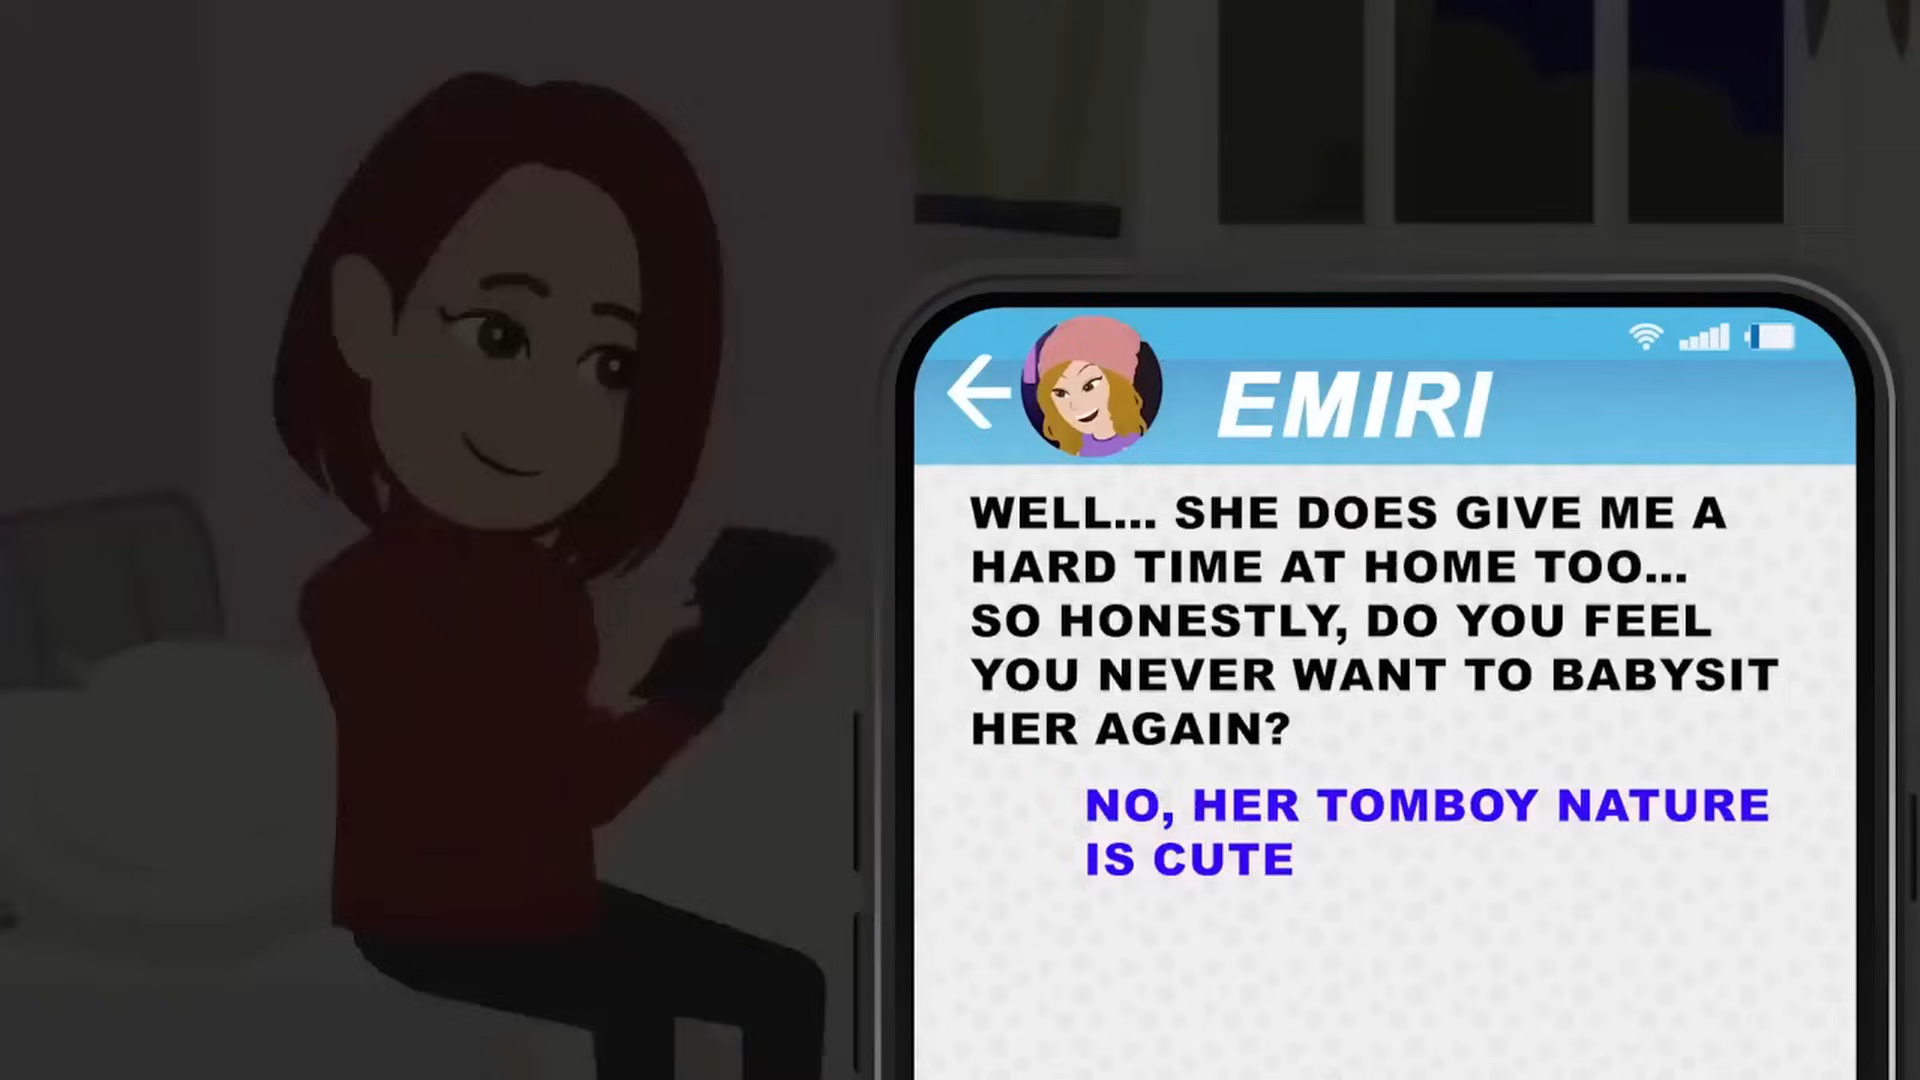 EMIRI
WELL... SHE DOES GIVE ME A
HARD TIME AT HOME TOO...
SO HONESTLY, DO YOU FEEL
YOU NEVER WANT TO BABYSIT
HER AGAIN?
NO, HER TOMBOY NATURE
IS CUTE